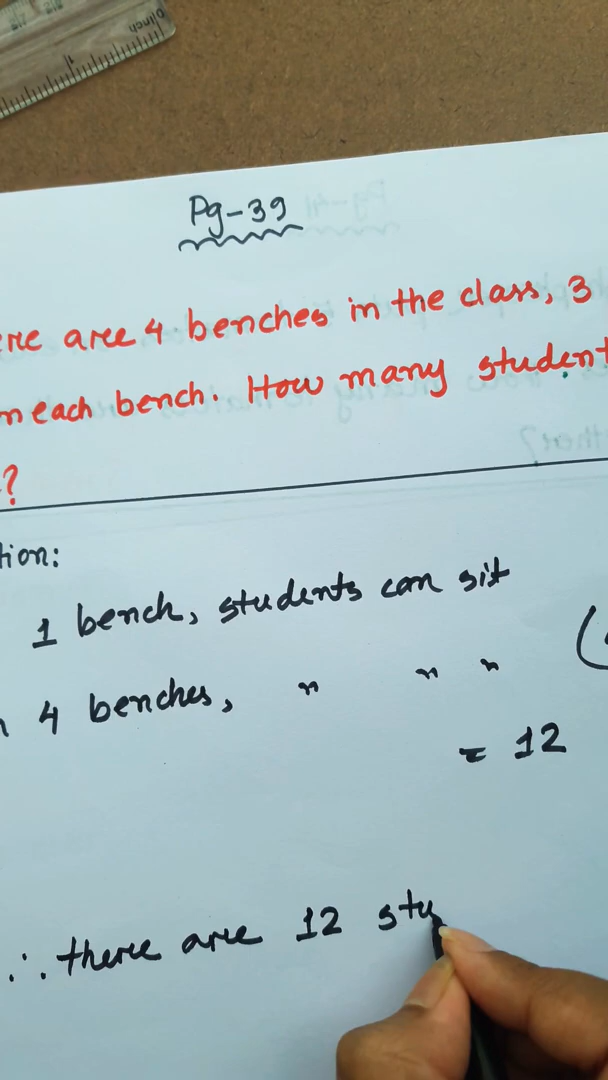 Pg-39
ere are 4 benches in the class, 3
n each bench. How many student
?
tion:
1 bench, students can sit
4 benches, " " "
= 12
∴ there are 12 stu